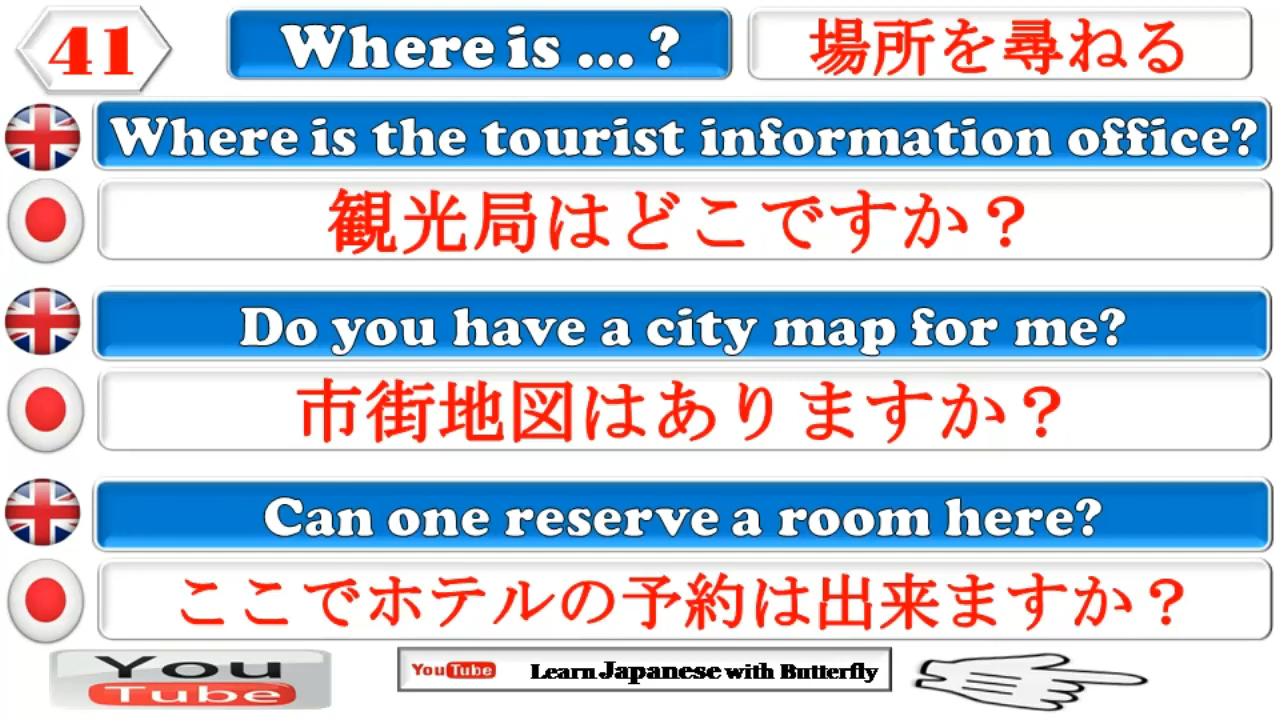 41
Where is ... ?
場所を尋ねる
Where is the tourist information office?
観光局はどこですか？
Do you have a city map for me?
市街地図はありますか？
Can one reserve a room here?
ここでホテルの予約は出来ますか？
You
Tube
YouTube Learn Japanese with Butterfly